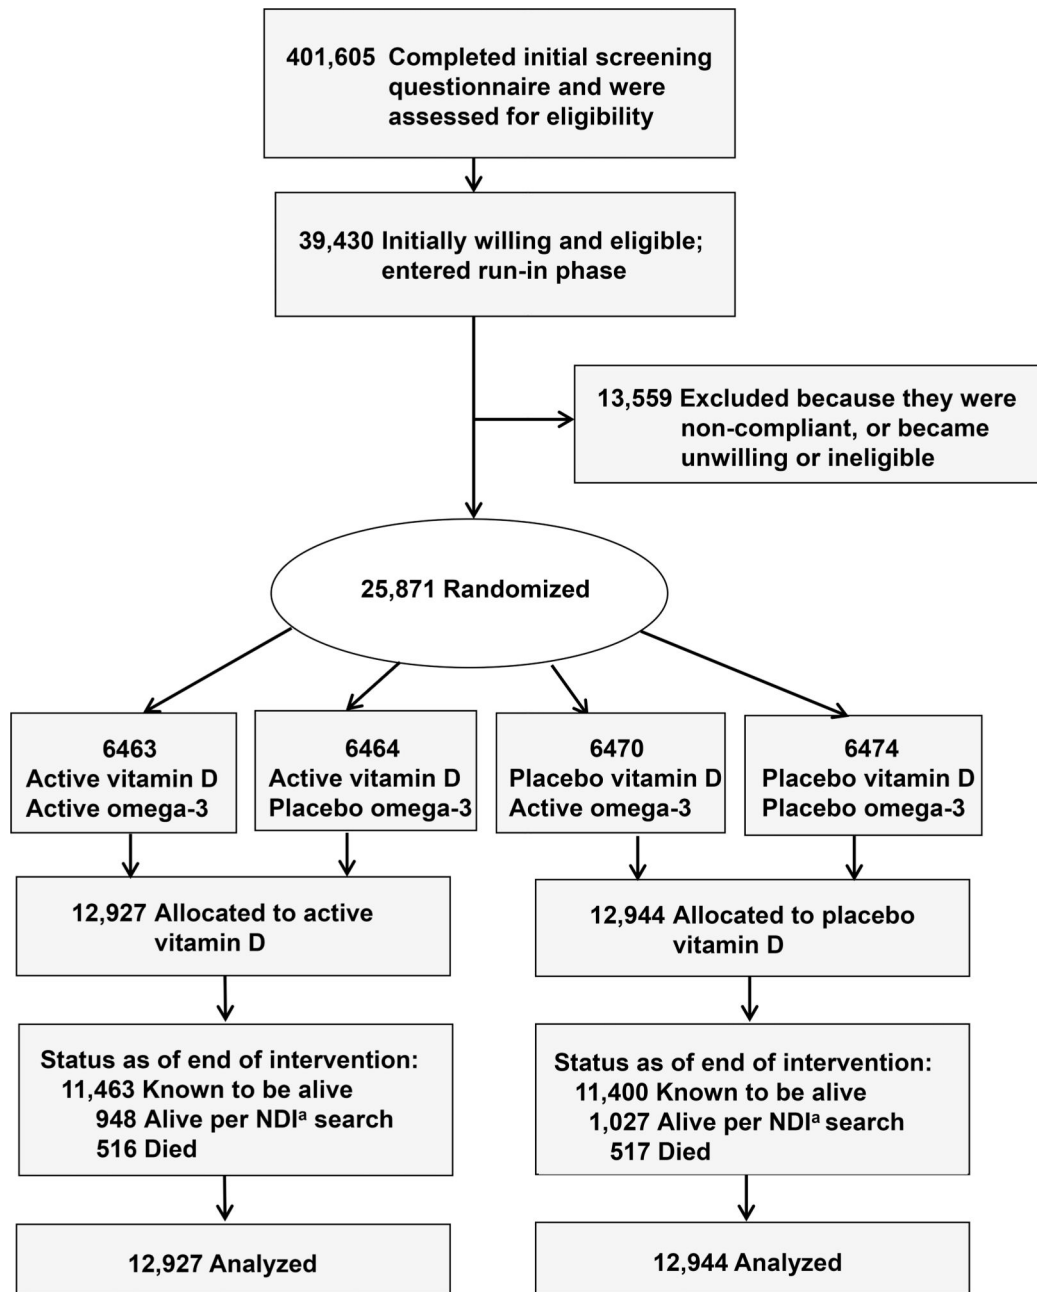 401,605 Completed initial screening
questionnaire and were
assessed for eligibility
39,430 Initially willing and eligible;
entered run-in phase
13,559 Excluded because they were
non-compliant, or became
unwilling or ineligible
25,871 Randomized
6463
Active vitamin D
Active omega-3
6464
Active vitamin D
Placebo omega-3
6470
Placebo vitamin D
Active omega-3
6474
Placebo vitamin D
Placebo omega-3
12,927 Allocated to active
vitamin D
12,944 Allocated to placebo
vitamin D
Status as of end of intervention:
11,463 Known to be alive
948 Alive per NDIᵃ search
516 Died
Status as of end of intervention:
11,400 Known to be alive
1,027 Alive per NDIᵃ search
517 Died
12,927 Analyzed
12,944 Analyzed